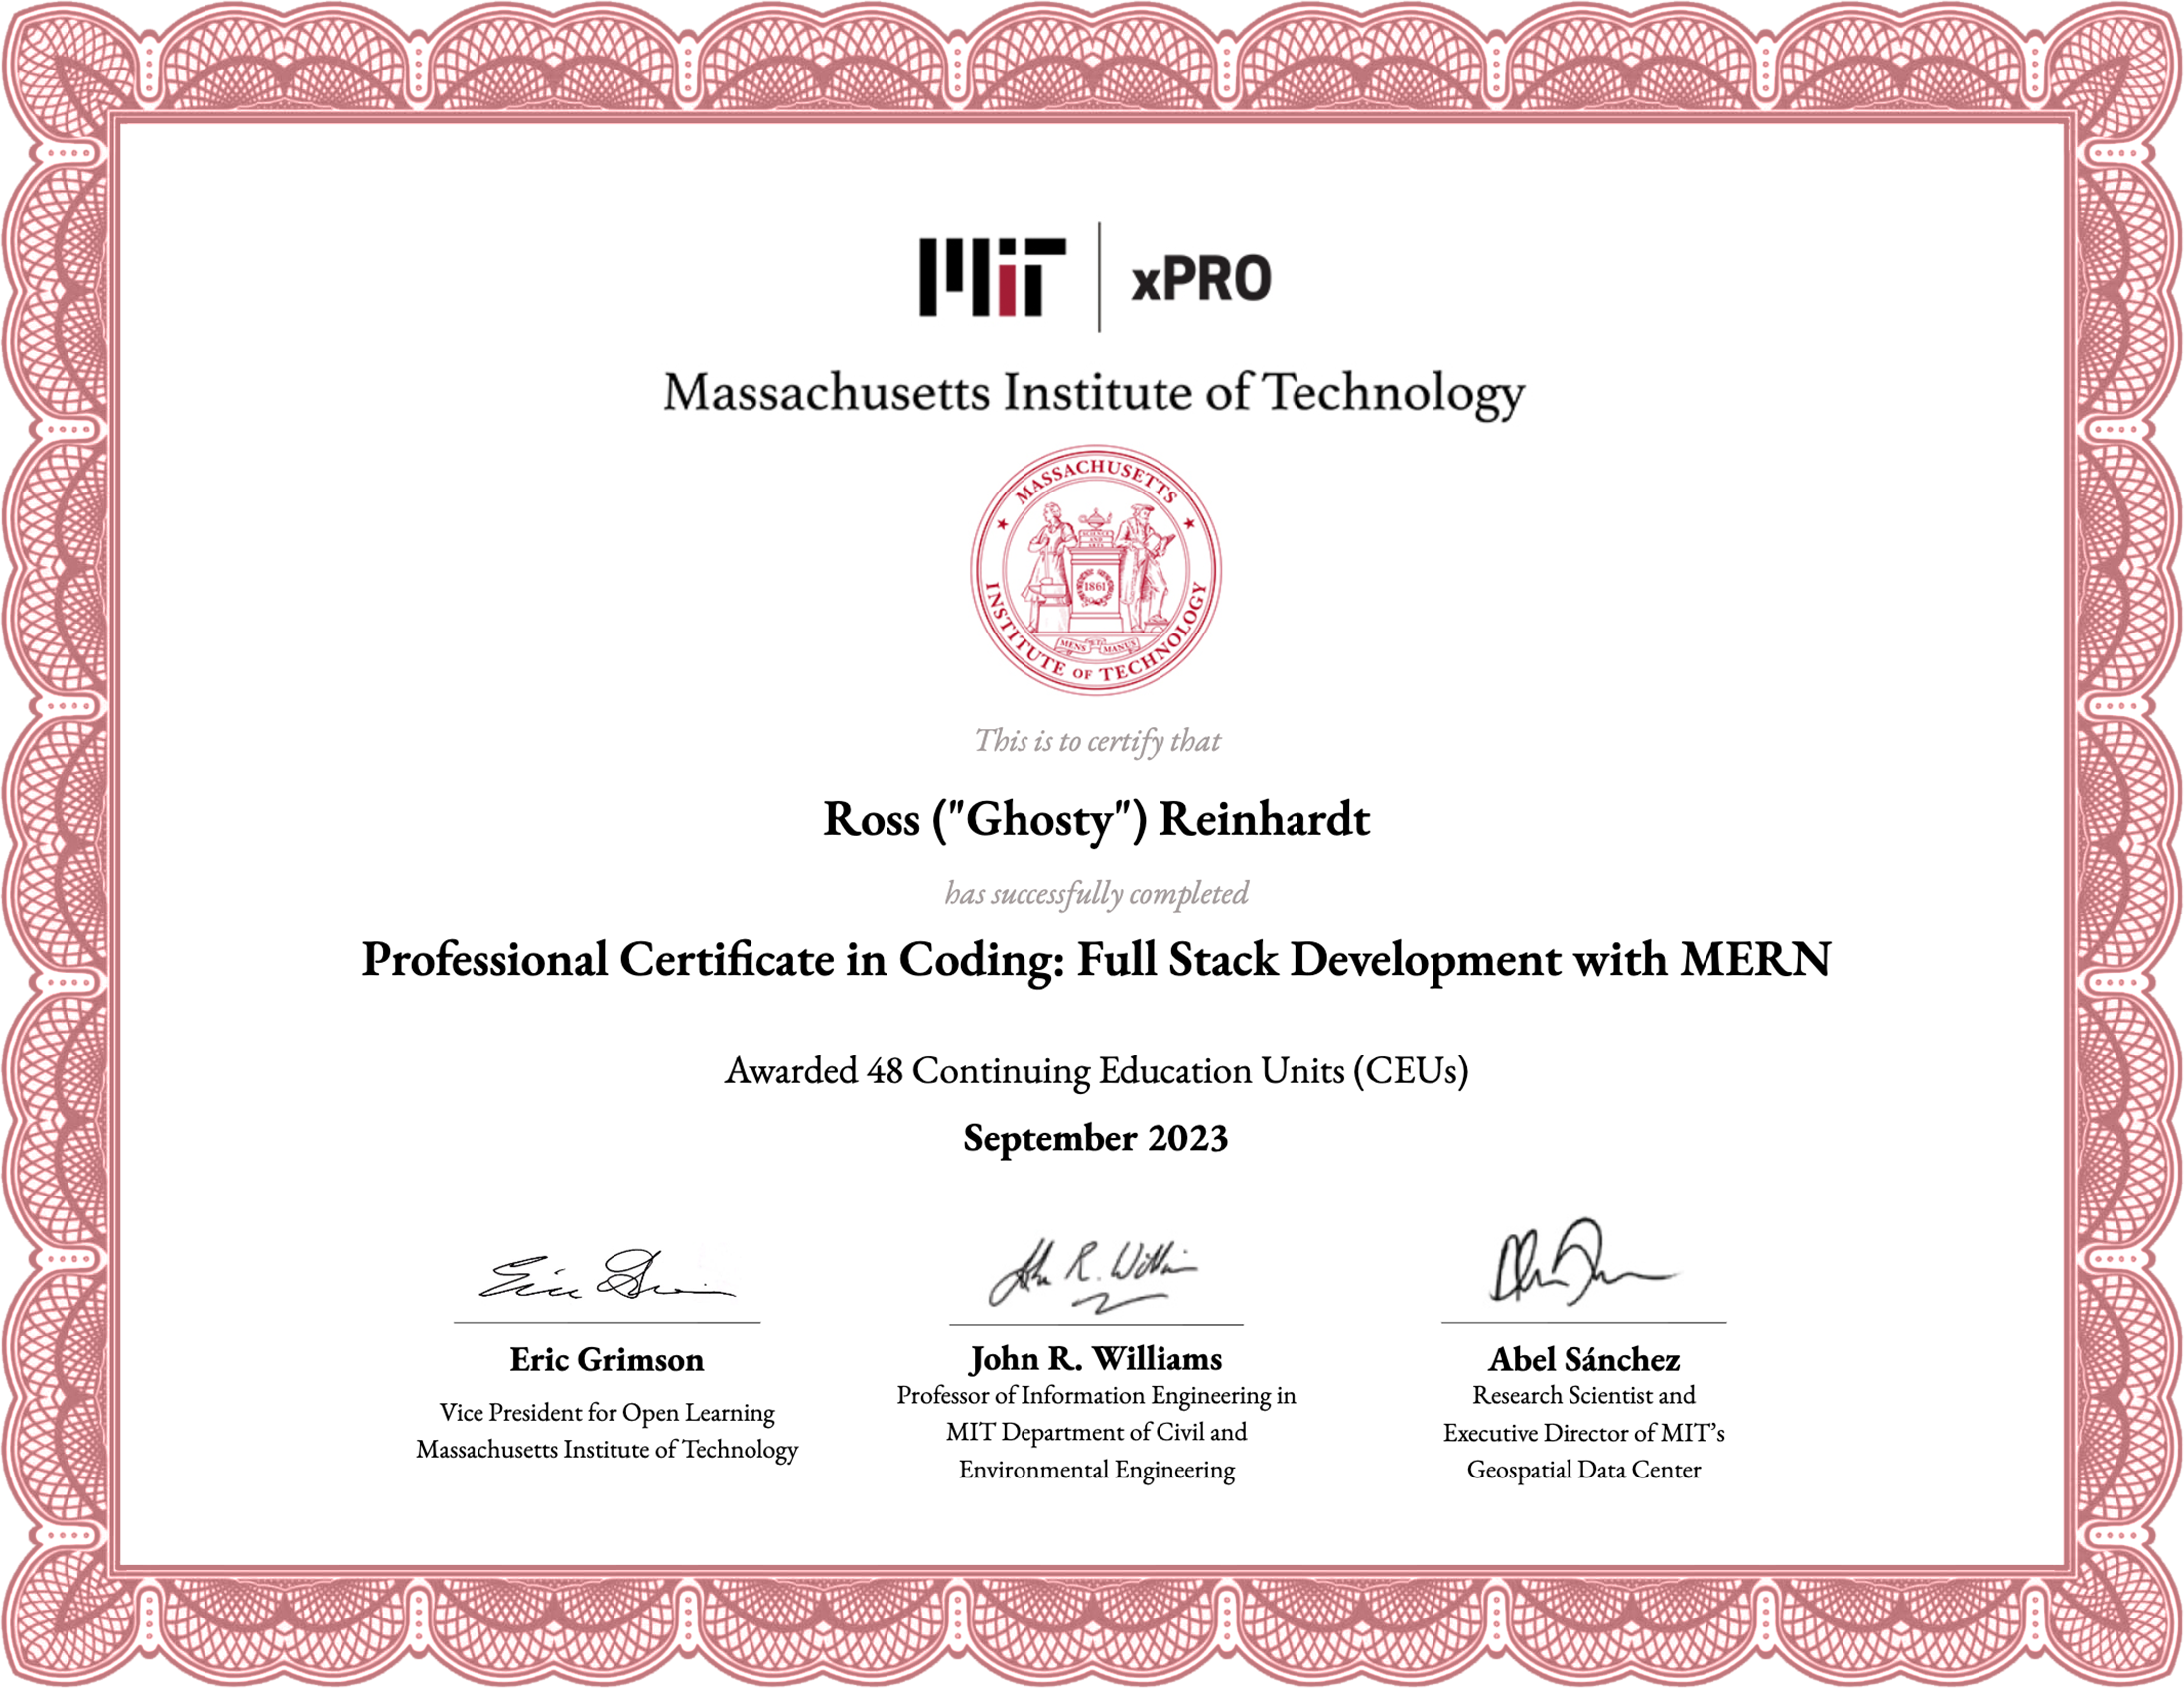 MIT | xPRO
Massachusetts Institute of Technology
MASSACHUSETTS
INSTITUTE OF TECHNOLOGY
SCIENCE
AND
ARTS
1861
MENS ET MANUS
This is to certify that
Ross ("Ghosty") Reinhardt
has successfully completed
Professional Certificate in Coding: Full Stack Development with MERN
Awarded 48 Continuing Education Units (CEUs)
September 2023
Eric Grimson
Vice President for Open Learning
Massachusetts Institute of Technology
John R. Williams
Professor of Information Engineering in
MIT Department of Civil and
Environmental Engineering
Abel Sánchez
Research Scientist and
Executive Director of MIT’s
Geospatial Data Center